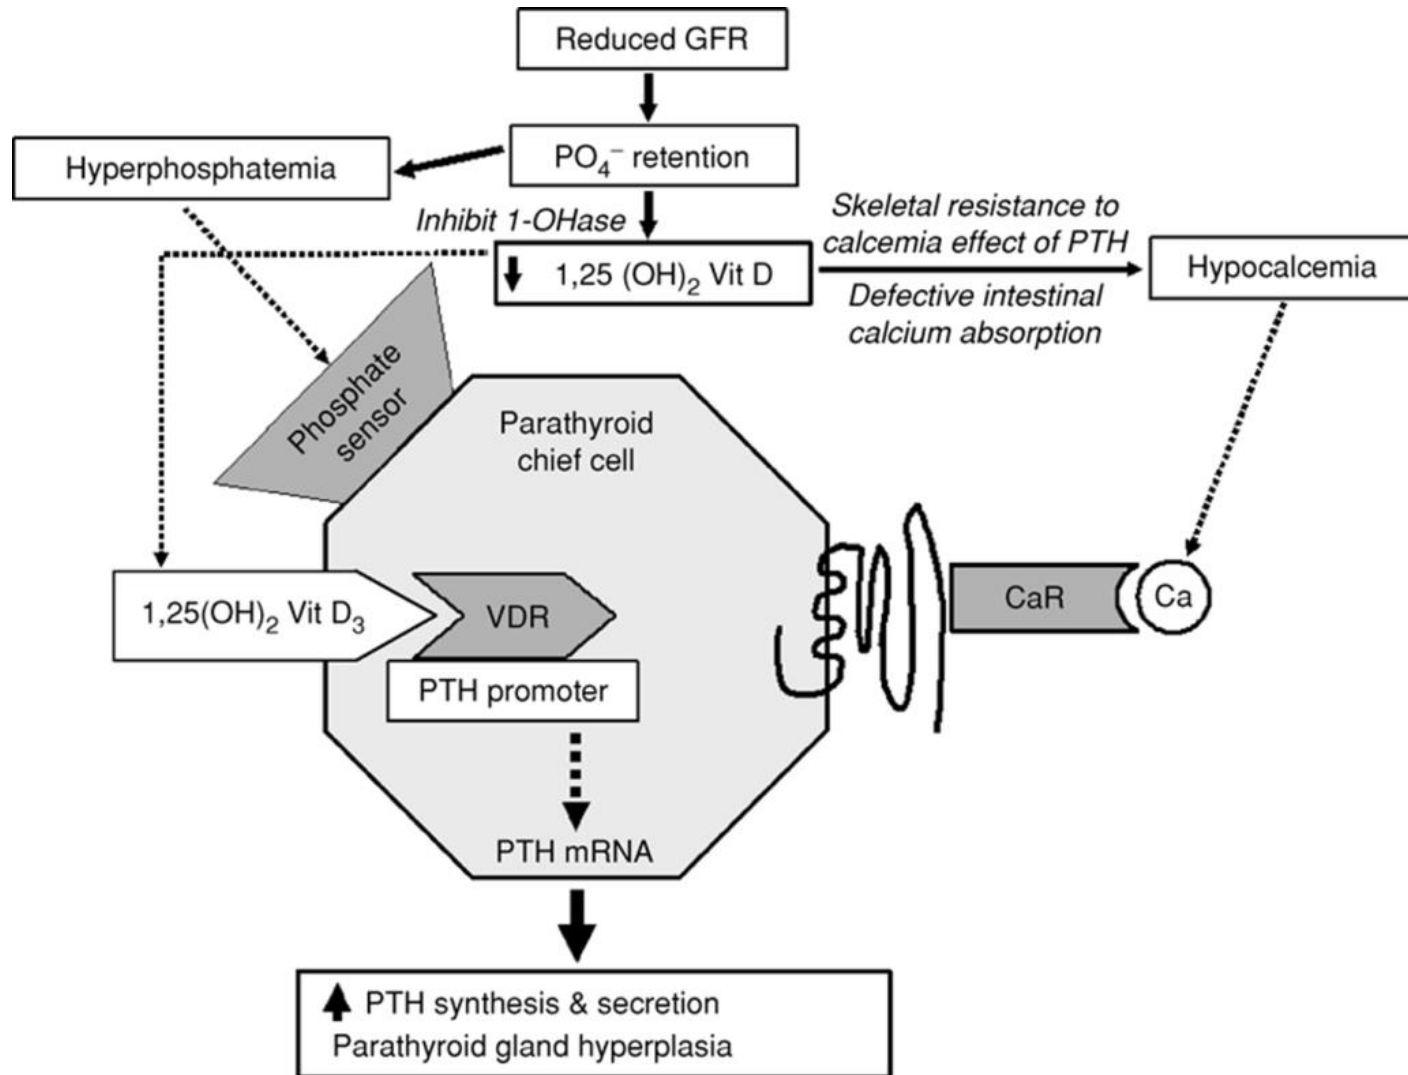 Reduced GFR
PO₄⁻ retention
Hyperphosphatemia
Inhibit 1-OHase
1,25 (OH)₂ Vit D
Skeletal resistance to
calcemia effect of PTH
Defective intestinal
calcium absorption
Hypocalcemia
Phosphate
sensor
Parathyroid
chief cell
1,25(OH)₂ Vit D₃
VDR
PTH promoter
CaR
Ca
PTH mRNA
PTH synthesis & secretion
Parathyroid gland hyperplasia